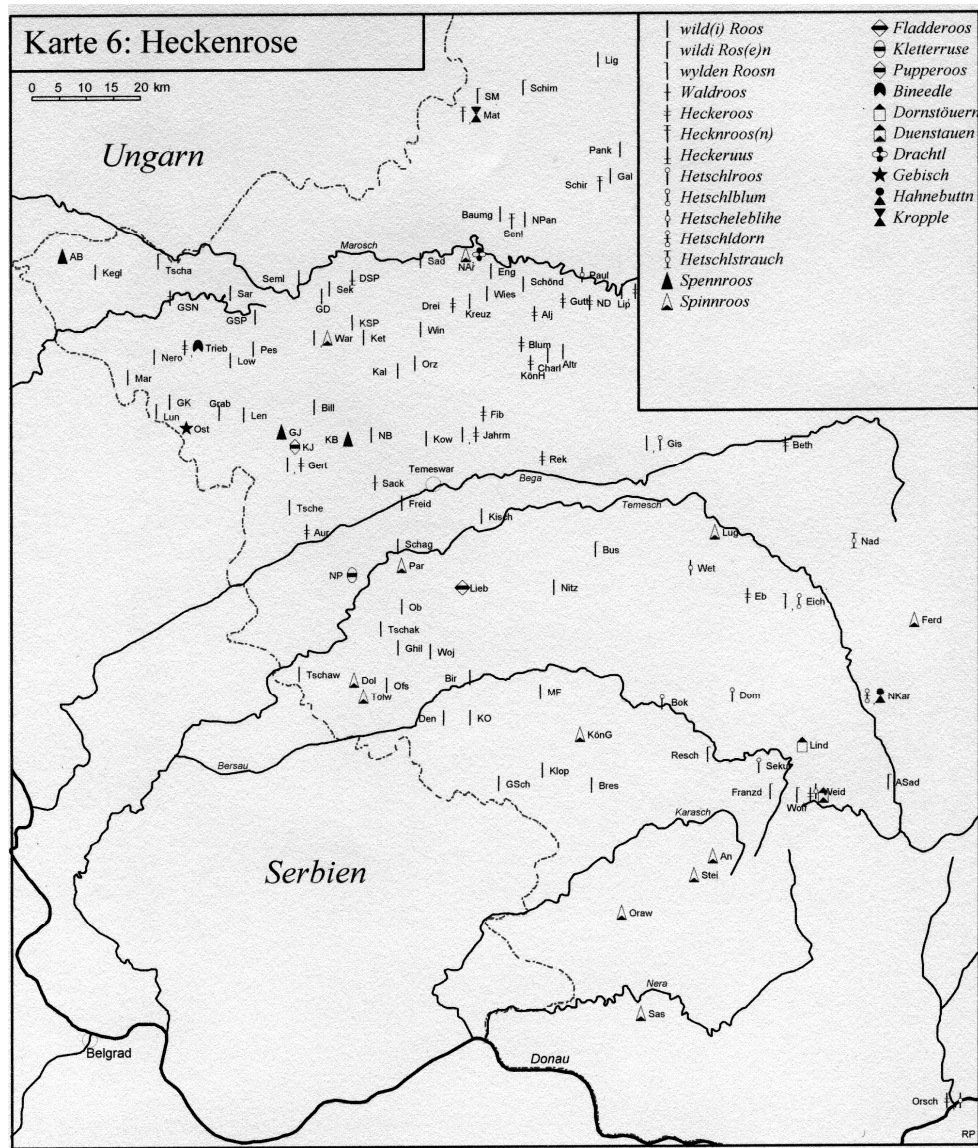 Karte 6: Heckenrose
0 5 10 15 20 km
Ungarn
Serbien
wild(i) Roos
wildi Ros(e)n
wylden Roosn
Waldroos
Heckeroos
Hecknroos(n)
Heckeruus
Hetschlroos
Hetschlblum
Hetscheleblihe
Hetschldorn
Hetschlstrauch
Spennroos
Spinnroos
Fladderoos
Kletterruse
Pupperoos
Bineedle
Dornstöuern
Duenstauen
Drachtl
Gebisch
Hahnebuttn
Kropple
Lig
Schim
SM
Mat
Pank
Gal
Schir
Baumg
NPan
Marosch
AB
Kegl
Tscha
Seml
DSP
Sad
NAr
Eng
Paul
Schönd
Sek
Sar
GSN
GD
GSP
Drei
Wies
Kreuz
Alj
Gutt
ND
Lip
KSP
Win
War
Ket
Trieb
Pes
Nero
Low
Blum
Charl
Altr
KönH
Orz
Kal
Mar
GK
Grab
Bill
Lun
Len
Fib
Ost
GJ
KB
NB
Kow
Jahrm
KJ
Gis
Beth
Gert
Rek
Temeswar
Bega
Sack
Tsche
Freid
Kisch
Temesch
Aur
Lug
Schag
Bus
Nad
NP
Par
Wet
Lieb
Nitz
Eb
Eich
Ob
Ferd
Tschak
Ghil
Woj
Tschaw
Dol
Ofs
Bir
Tolw
MF
Bok
Dom
NKar
Den
KO
KönG
Lind
Resch
Bersau
Klop
Seku
GSch
Bres
Franzd
Wolf
Weid
ASad
Karasch
An
Stei
Oraw
Nera
Sas
Belgrad
Donau
Orsch
RP